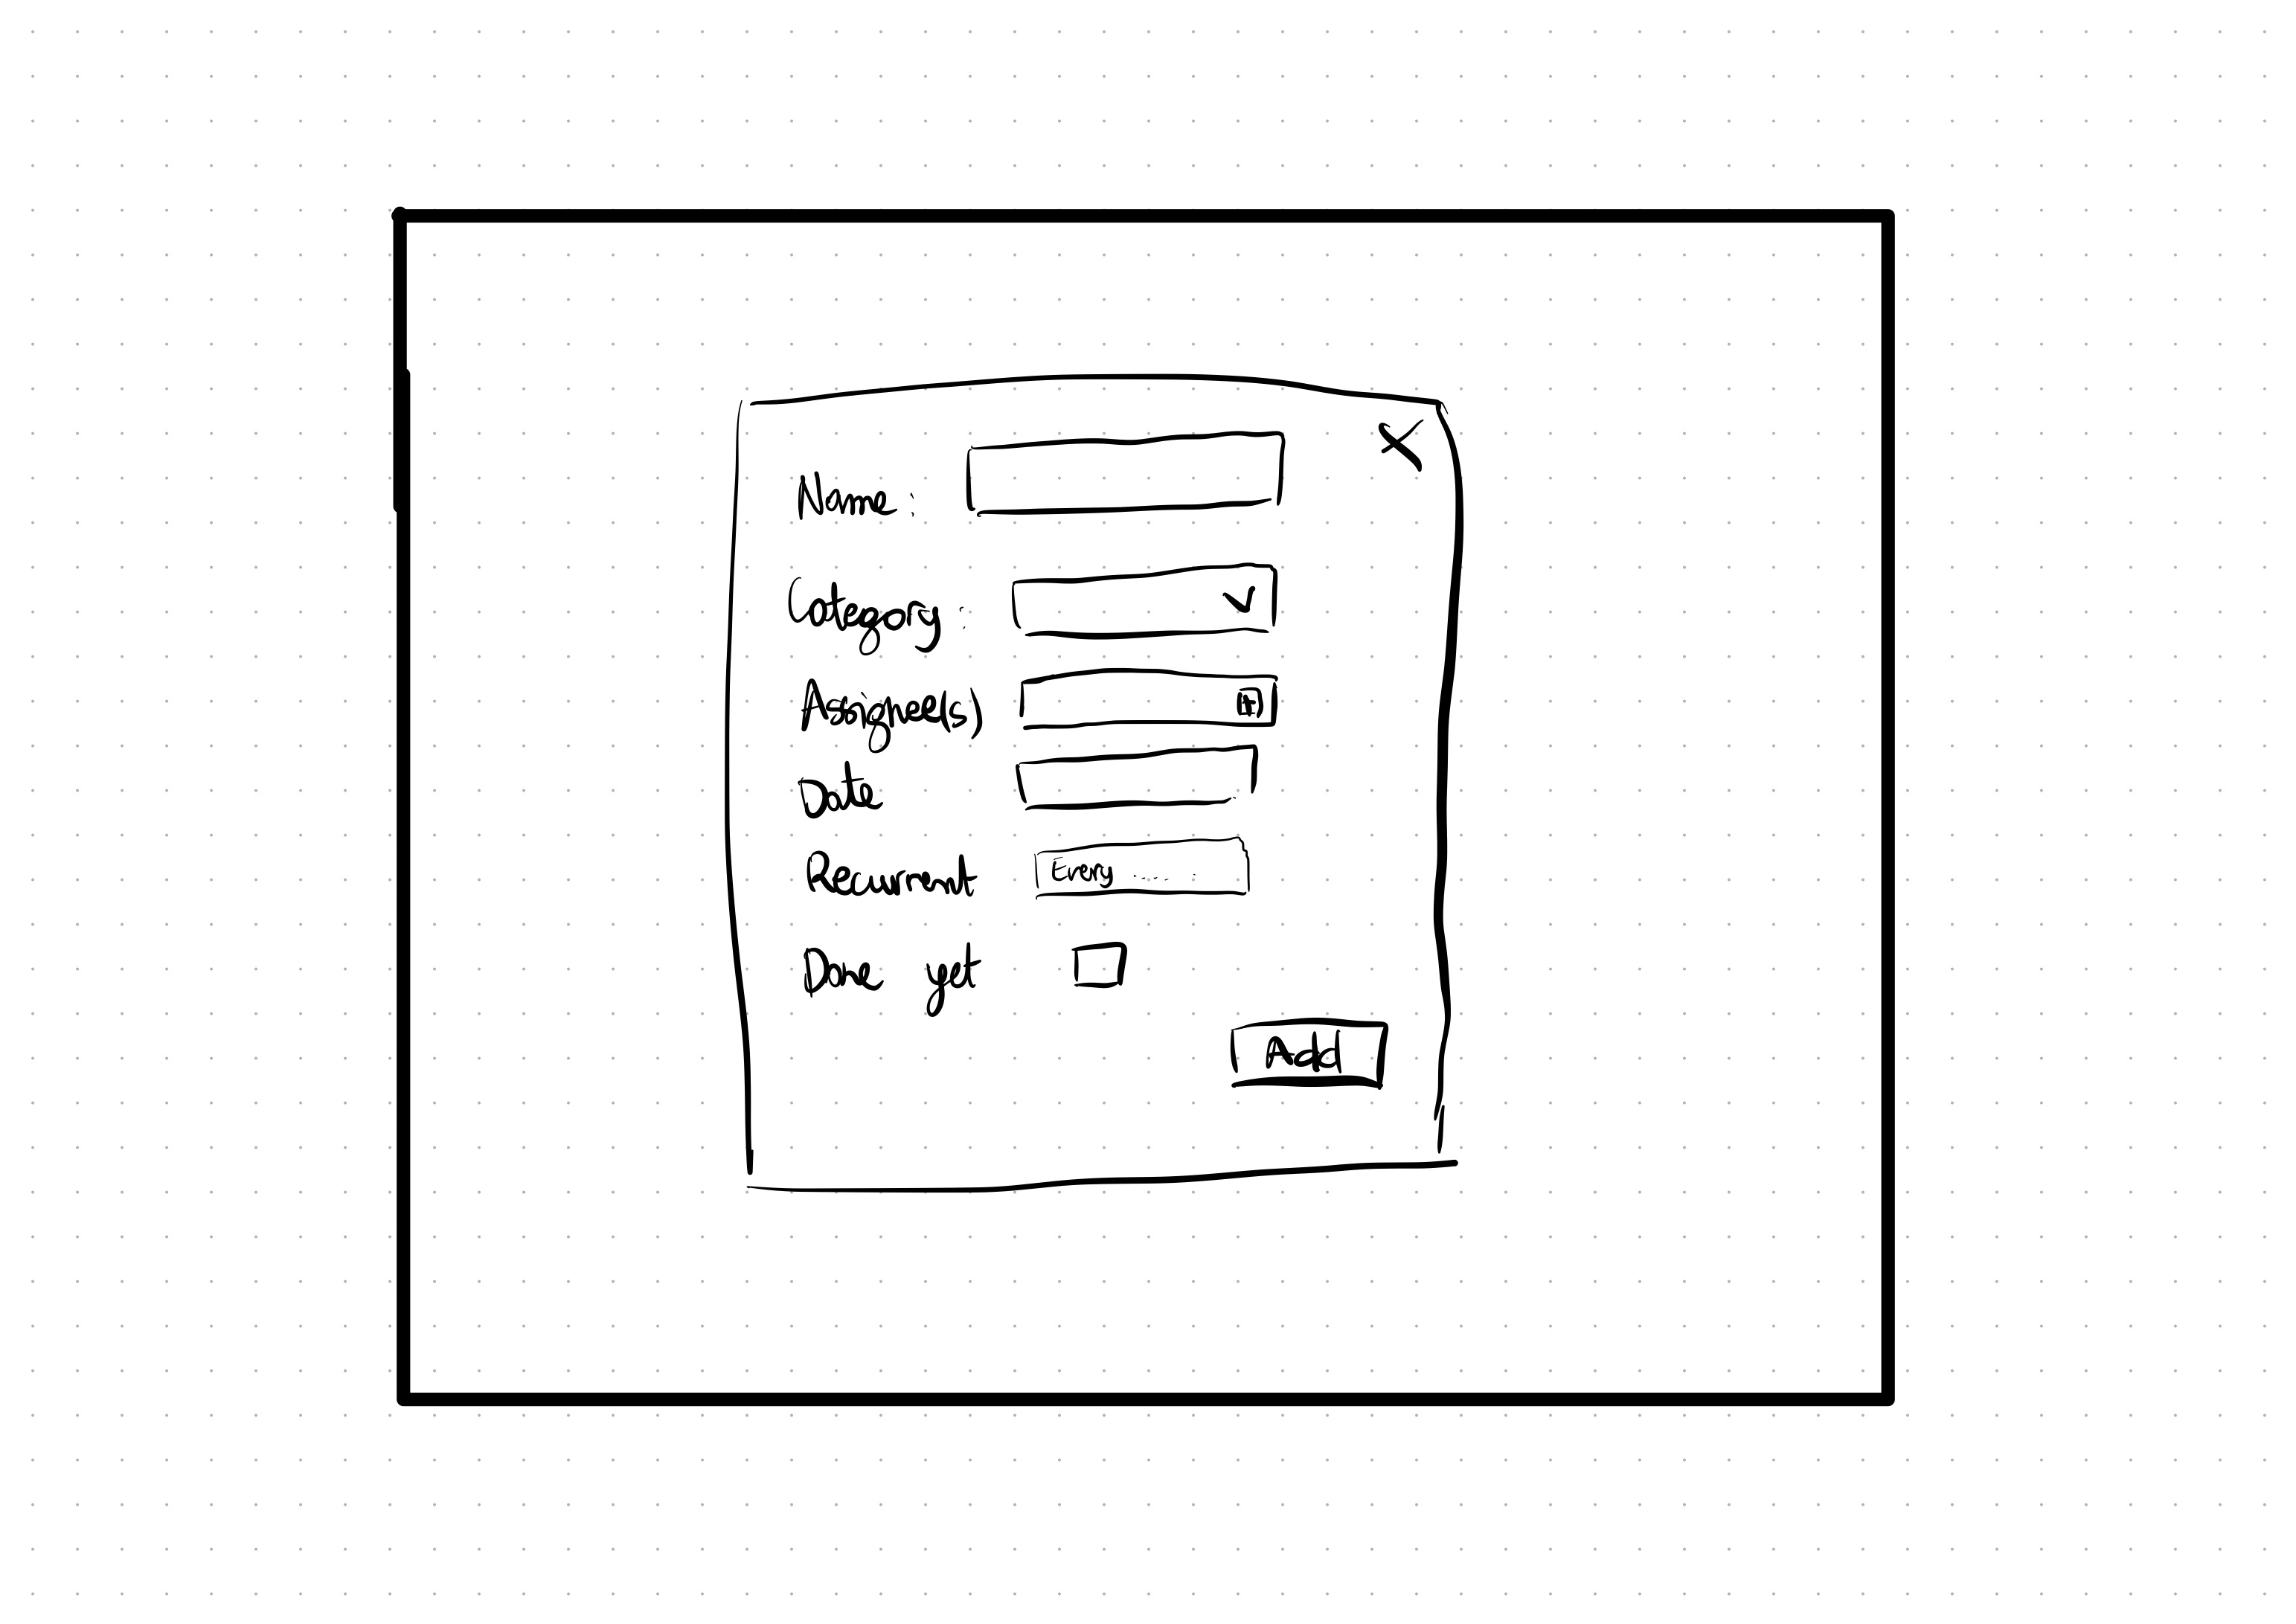 Name:
Category:
Assignee(s)
Date
Recurrent
Every .....
Done yet
Add